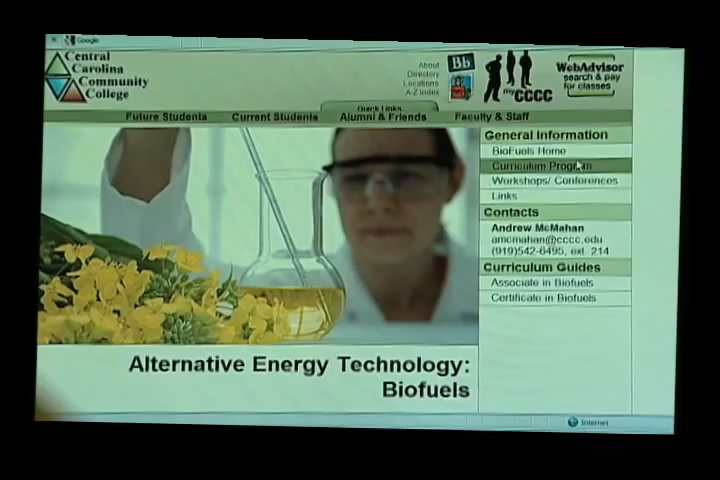 Google
Central
Carolina
Community
College
About
Directory
Locations
A-Z Index
Bb
my CCCC
WebAdvisor
search & pay
for classes
Quick Links
Future Students
Current Students
Alumni & Friends
Faculty & Staff
General Information
BioFuels Home
Curriculum Program
Workshops/ Conferences
Links
Contacts
Andrew McMahan
amcmahan@cccc.edu
(919)542-6495, ext. 214
Curriculum Guides
Associate in Biofuels
Certificate in Biofuels
Alternative Energy Technology:
Biofuels
Internet